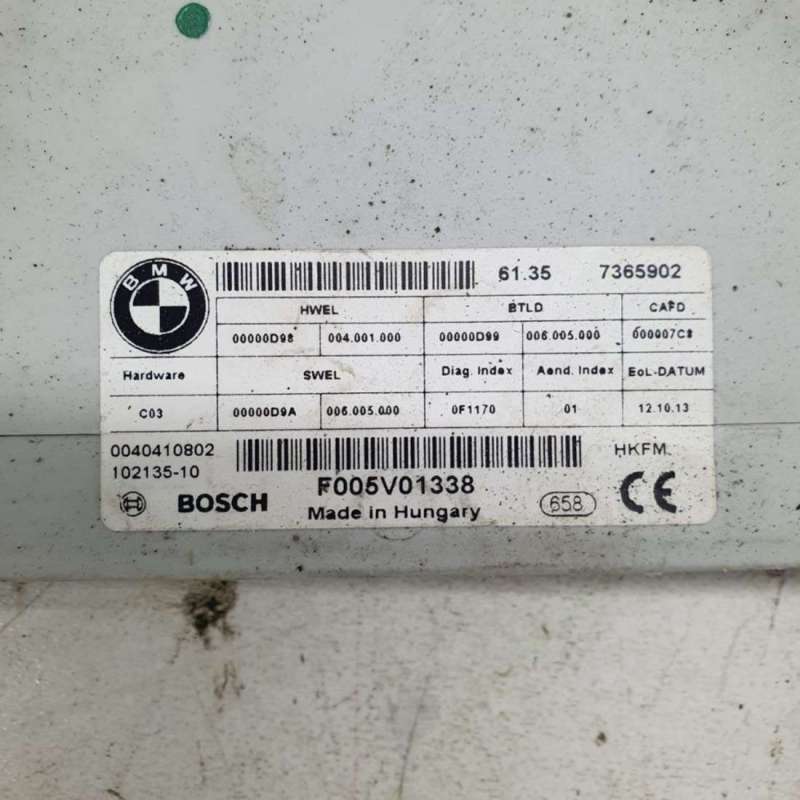 BMW
61.35 7365902
HWEL BTLD CAFD
00000D98 004.001.000 00000D99 006.005.000 000007C8
Hardware SWEL Diag. Index Aend. Index EoL-DATUM
C03 00000D9A 006.005.000 0F1170 01 12.10.13
0040410802 HKFM
102135-10
BOSCH F005V01338 658 CE
Made in Hungary